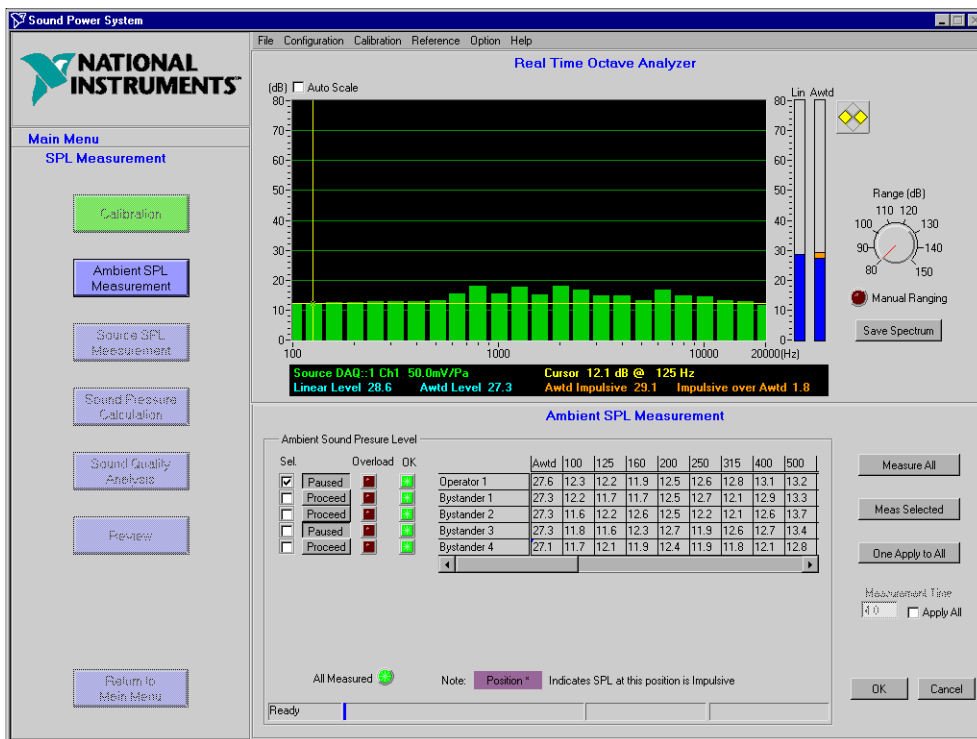 Sound Power System
File Configuration Calibration Reference Option Help
NATIONAL
INSTRUMENTS
Main Menu
SPL Measurement
Calibration
Ambient SPL
Measurement
Source SPL
Measurement
Sound Pressure
Calculation
Sound Quality
Analysis
Review
Return to
Main Menu
Real Time Octave Analyzer
(dB) Auto Scale
80
70
60
50
40
30
20
10
0
100 1000 10000 20000(Hz)
Lin Awtd
80
70
60
50
40
30
20
10
0
Range (dB)
110 120
100 130
90 140
80 150
Manual Ranging
Save Spectrum
Source DAQ::1 Ch1 50.0mV/Pa Cursor 12.1 dB @ 125 Hz
Linear Level 28.6 Awtd Level 27.3 Awtd Impulsive 29.1 Impulsive over Awtd 1.8
Ambient SPL Measurement
Ambient Sound Presure Level
Sel. Overload OK
Awtd 100 125 160 200 250 315 400 500
Paused Operator 1 27.6 12.3 12.2 11.9 12.5 12.6 12.8 13.1 13.2
Proceed Bystander 1 27.3 12.2 11.7 11.7 12.5 12.7 12.1 12.9 13.3
Proceed Bystander 2 27.3 11.6 12.2 12.6 12.5 12.2 12.1 12.6 13.7
Paused Bystander 3 27.3 11.8 11.6 12.3 12.7 11.9 12.6 12.7 13.4
Proceed Bystander 4 27.1 11.7 12.1 11.9 12.4 11.9 11.8 12.1 12.8
Measure All
Meas Selected
One Apply to All
Measurement Time
4.0 Apply All
All Measured Note: Position * Indicates SPL at this position is Impulsive
OK Cancel
Ready